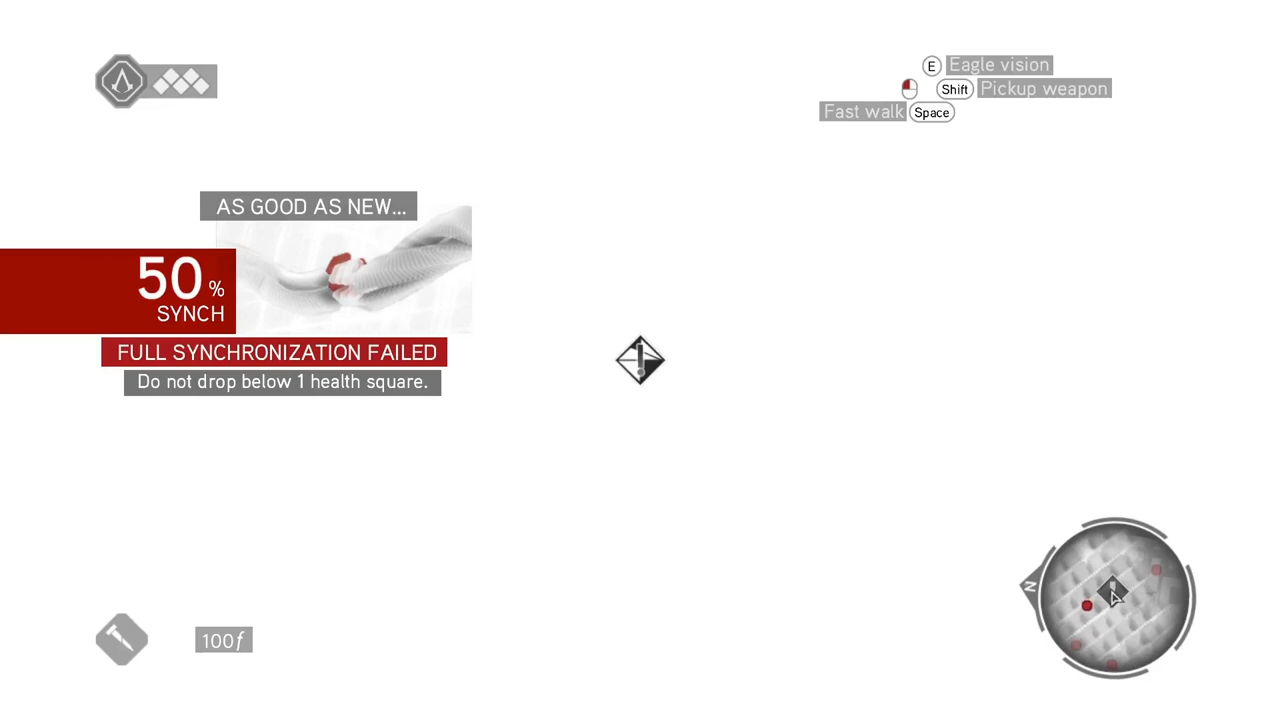 E Eagle vision
Shift Pickup weapon
Fast walk Space
AS GOOD AS NEW...
50 %
SYNCH
FULL SYNCHRONIZATION FAILED
Do not drop below 1 health square.
N
100ƒ